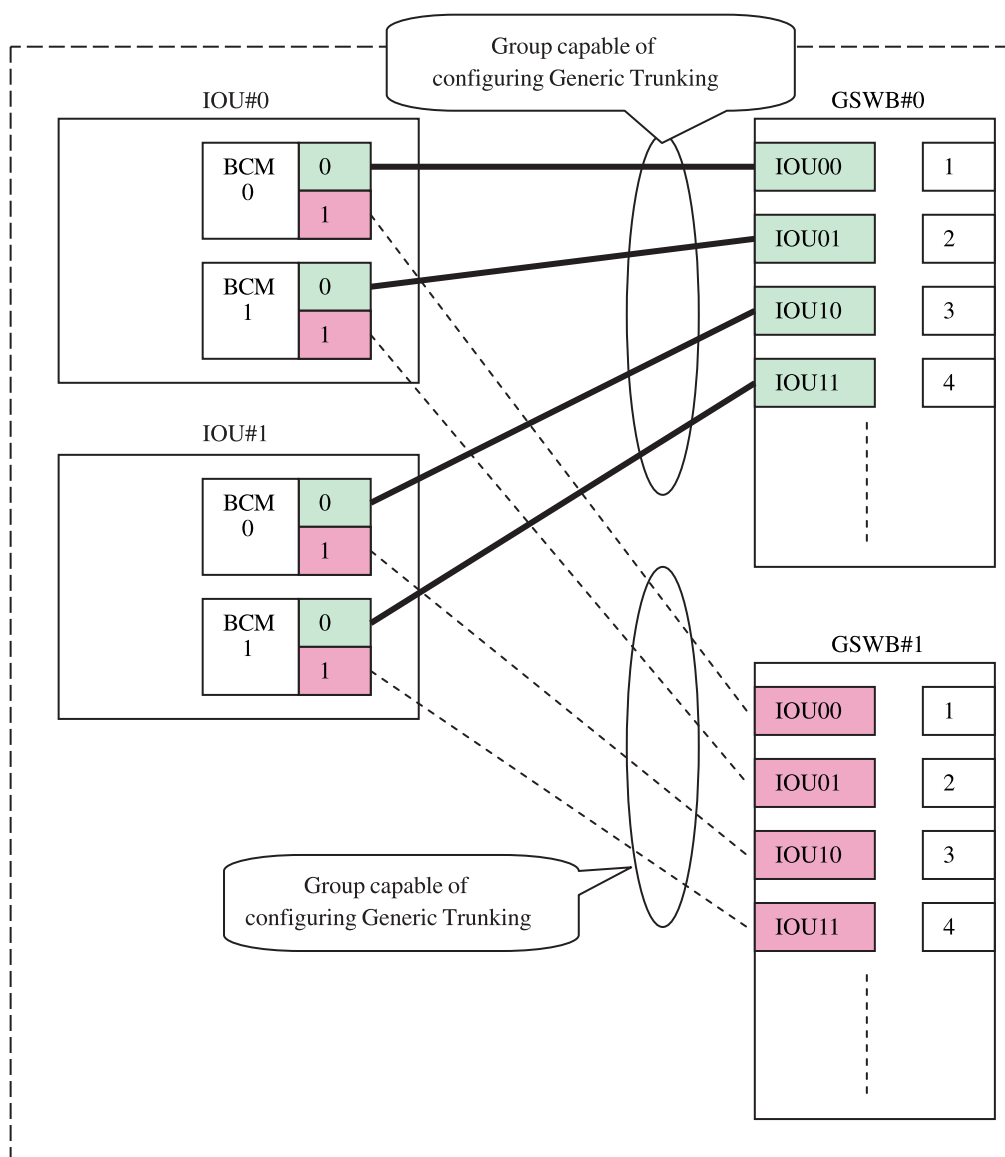 Group capable of
configuring Generic Trunking
IOU#0
GSWB#0
BCM
0
0
1
BCM
1
0
1
IOU00
1
IOU01
2
IOU10
3
IOU11
4
IOU#1
BCM
0
0
1
BCM
1
0
1
GSWB#1
IOU00
1
IOU01
2
IOU10
3
IOU11
4
Group capable of
configuring Generic Trunking